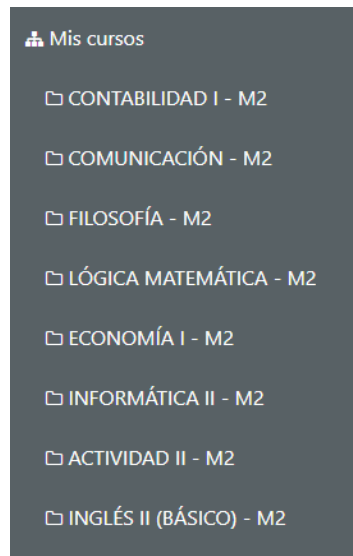 Mis cursos
CONTABILIDAD I - M2
COMUNICACIÓN - M2
FILOSOFÍA - M2
LÓGICA MATEMÁTICA - M2
ECONOMÍA I - M2
INFORMÁTICA II - M2
ACTIVIDAD II - M2
INGLÉS II (BÁSICO) - M2